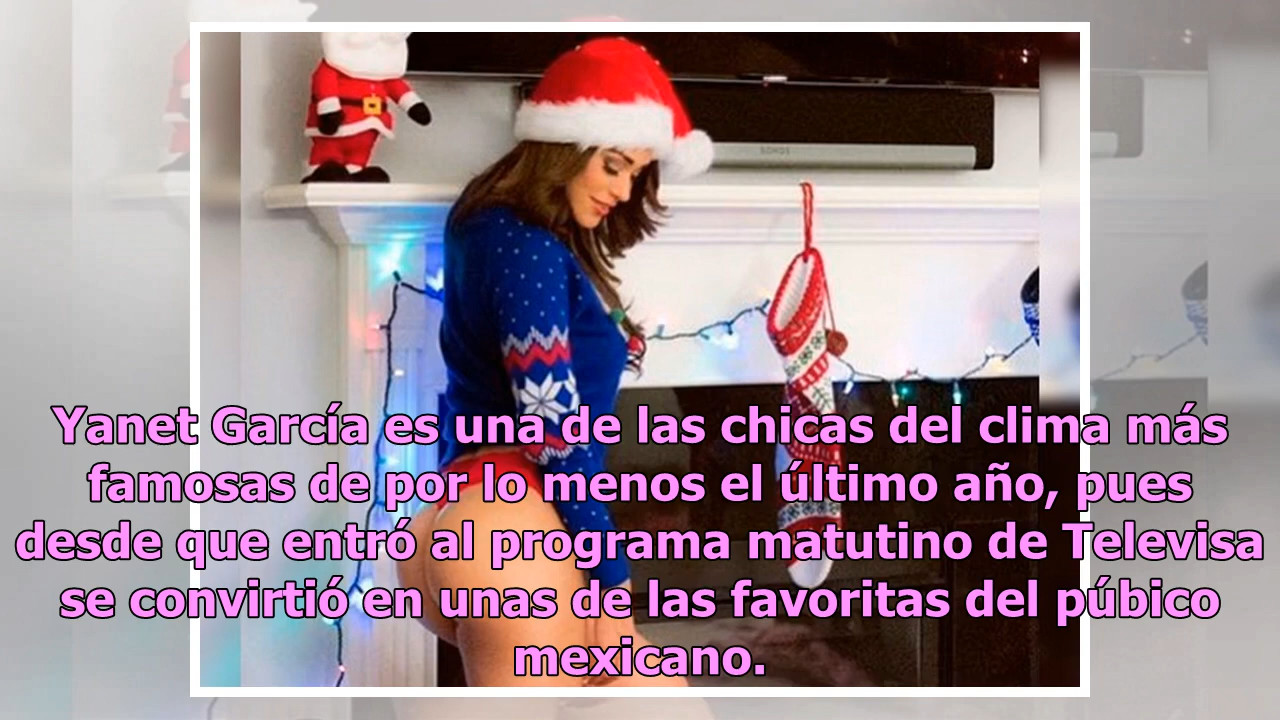 SONOS
Yanet García es una de las chicas del clima más
famosas de por lo menos el último año, pues
desde que entró al programa matutino de Televisa
se convirtió en unas de las favoritas del púbico
mexicano.